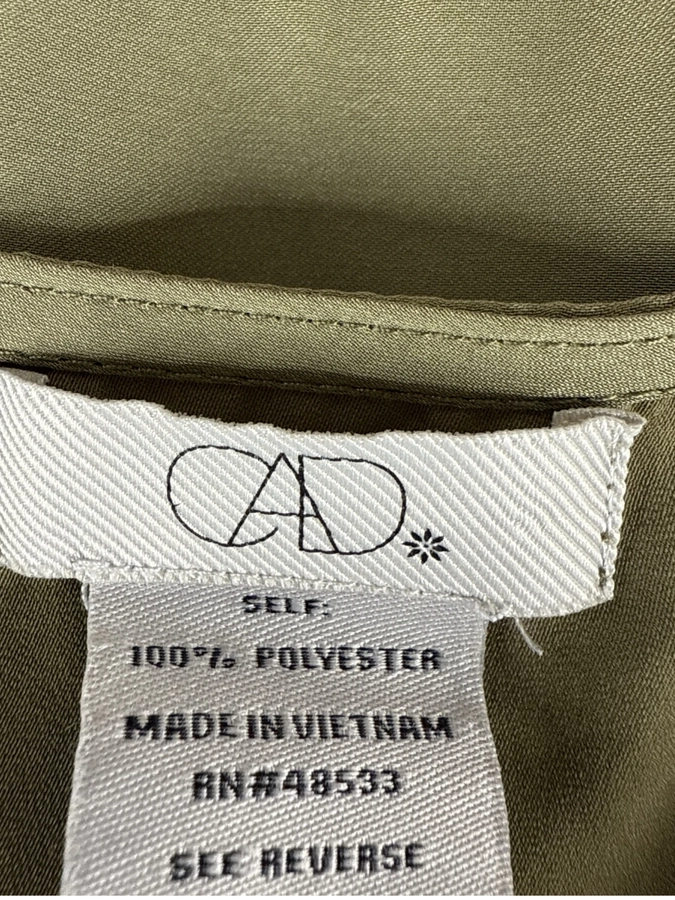 CAD
SELF:
100% POLYESTER
MADE IN VIETNAM
RN#48533
SEE REVERSE